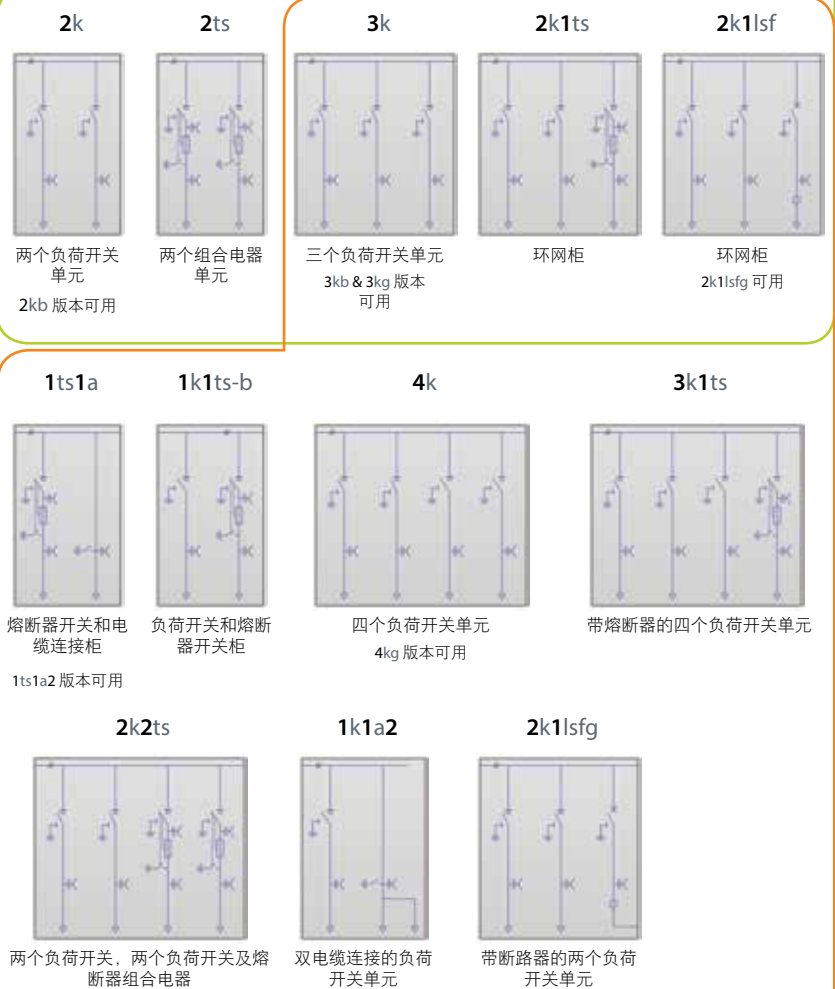 2k
2ts
3k
2k1ts
2k1lsf
两个负荷开关
单元
2kb 版本可用
两个组合电器
单元
三个负荷开关单元
3kb & 3kg 版本
可用
环网柜
环网柜
2k1lsfg 可用
1ts1a
1k1ts-b
4k
3k1ts
熔断器开关和电
缆连接柜
1ts1a2 版本可用
负荷开关和熔断
器开关柜
四个负荷开关单元
4kg 版本可用
带熔断器的四个负荷开关单元
2k2ts
1k1a2
2k1lsfg
两个负荷开关，两个负荷开关及熔
断器组合电器
双电缆连接的负荷
开关单元
带断路器的两个负荷
开关单元